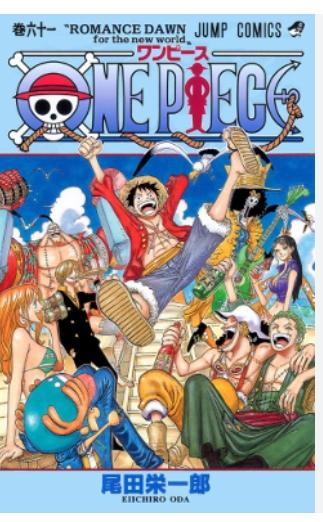 巻六十一 "ROMANCE DAWN
for the new world"
JUMP COMICS
ワンピース
ONE PIECE
尾田栄一郎
EIICHIRO ODA